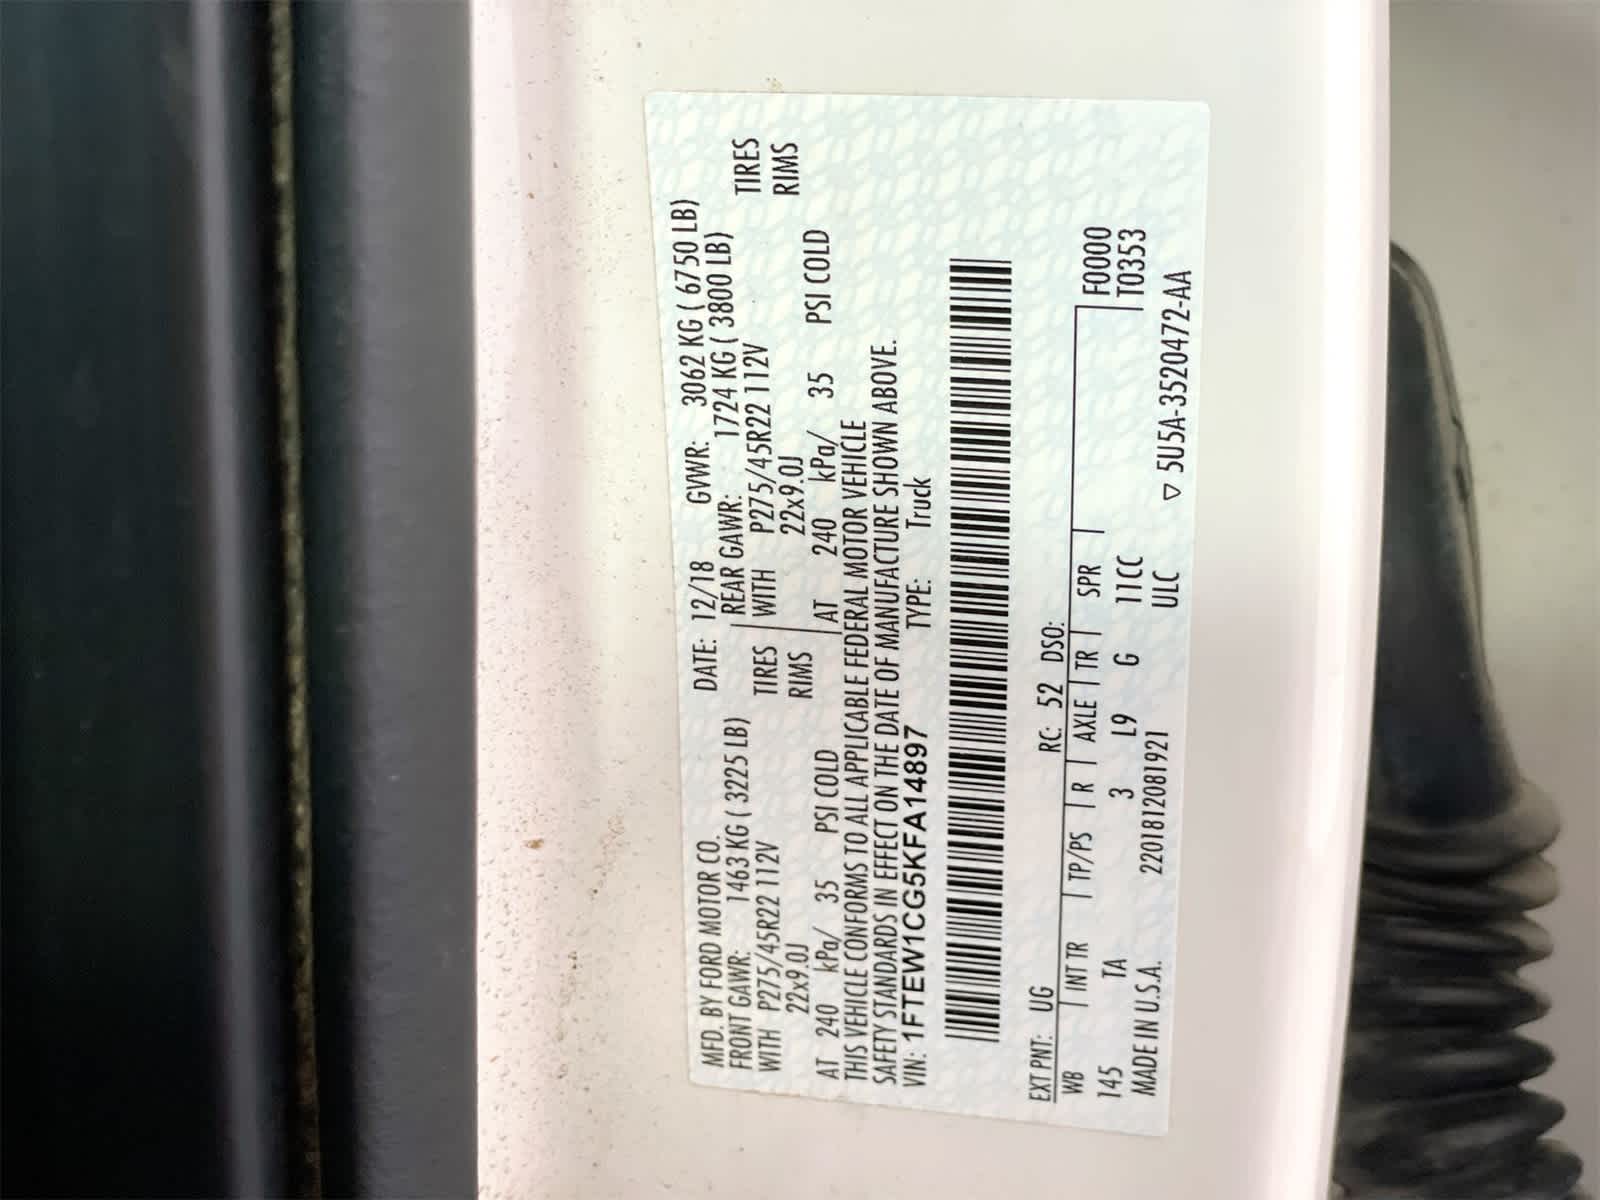 MFD. BY FORD MOTOR CO. DATE: 12/18 GVWR: 3062 KG ( 6750 LB)
FRONT GAWR: 1463 KG ( 3225 LB) REAR GAWR: 1724 KG ( 3800 LB)
WITH P275/45R22 112V TIRES WITH P275/45R22 112V TIRES
22x9.0J RIMS 22x9.0J RIMS
AT 240 kPa/ 35 PSI COLD AT 240 kPa/ 35 PSI COLD
THIS VEHICLE CONFORMS TO ALL APPLICABLE FEDERAL MOTOR VEHICLE
SAFETY STANDARDS IN EFFECT ON THE DATE OF MANUFACTURE SHOWN ABOVE.
VIN: 1FTEW1CG5KFA14897 TYPE: Truck
EXT PNT: UG RC: 52 DSO:
WB INT TR TP/PS R AXLE TR SPR F0000
145 TA 3 L9 G 11CC T0353
MADE IN U.S.A. 2201812081921 ULC
▽ 5U5A-3520472-AA